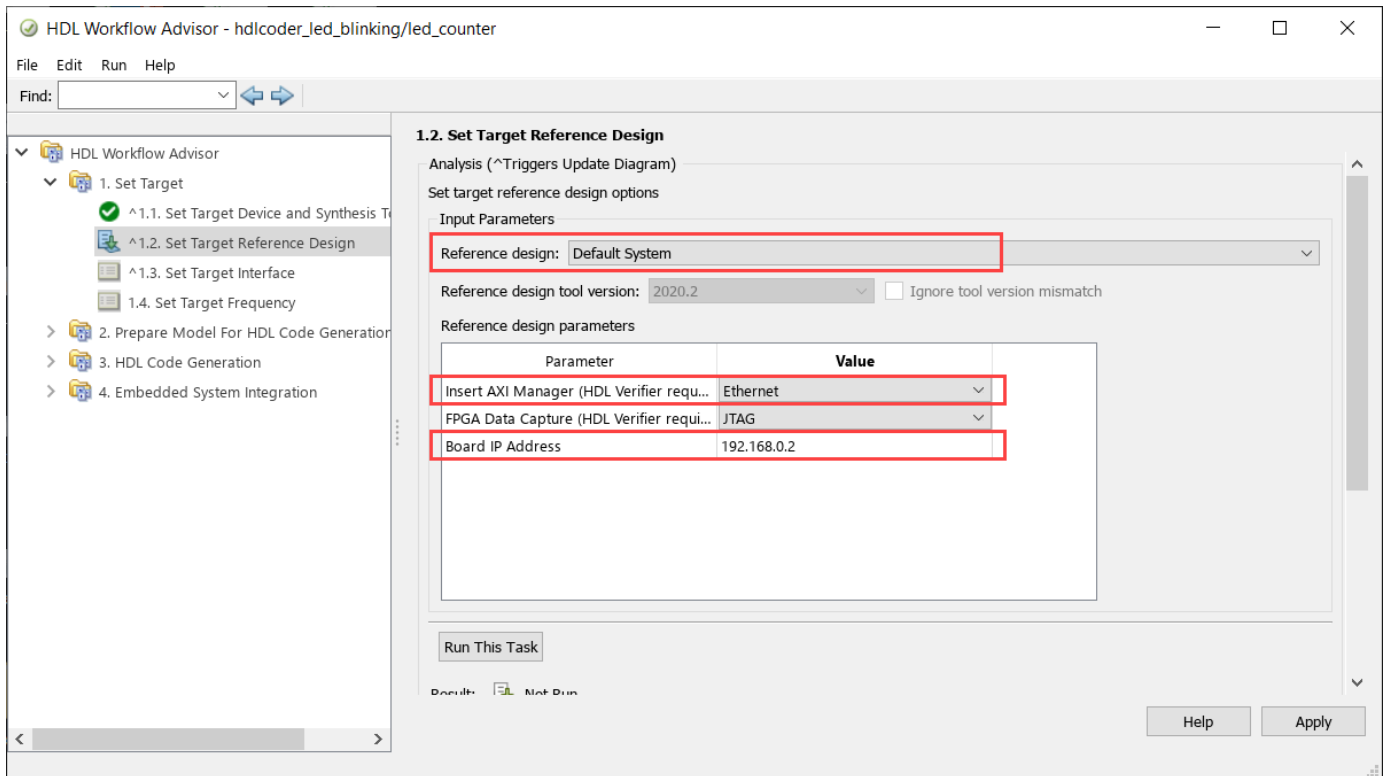 HDL Workflow Advisor - hdlcoder_led_blinking/led_counter
File Edit Run Help
Find:
HDL Workflow Advisor
1. Set Target
^1.1. Set Target Device and Synthesis T
^1.2. Set Target Reference Design
^1.3. Set Target Interface
1.4. Set Target Frequency
2. Prepare Model For HDL Code Generation
3. HDL Code Generation
4. Embedded System Integration
1.2. Set Target Reference Design
Analysis (^Triggers Update Diagram)
Set target reference design options
Input Parameters
Reference design: Default System
Reference design tool version: 2020.2 Ignore tool version mismatch
Reference design parameters
Parameter Value
Insert AXI Manager (HDL Verifier requ... Ethernet
FPGA Data Capture (HDL Verifier requi... JTAG
Board IP Address 192.168.0.2
Run This Task
Result: Not Run
Help Apply